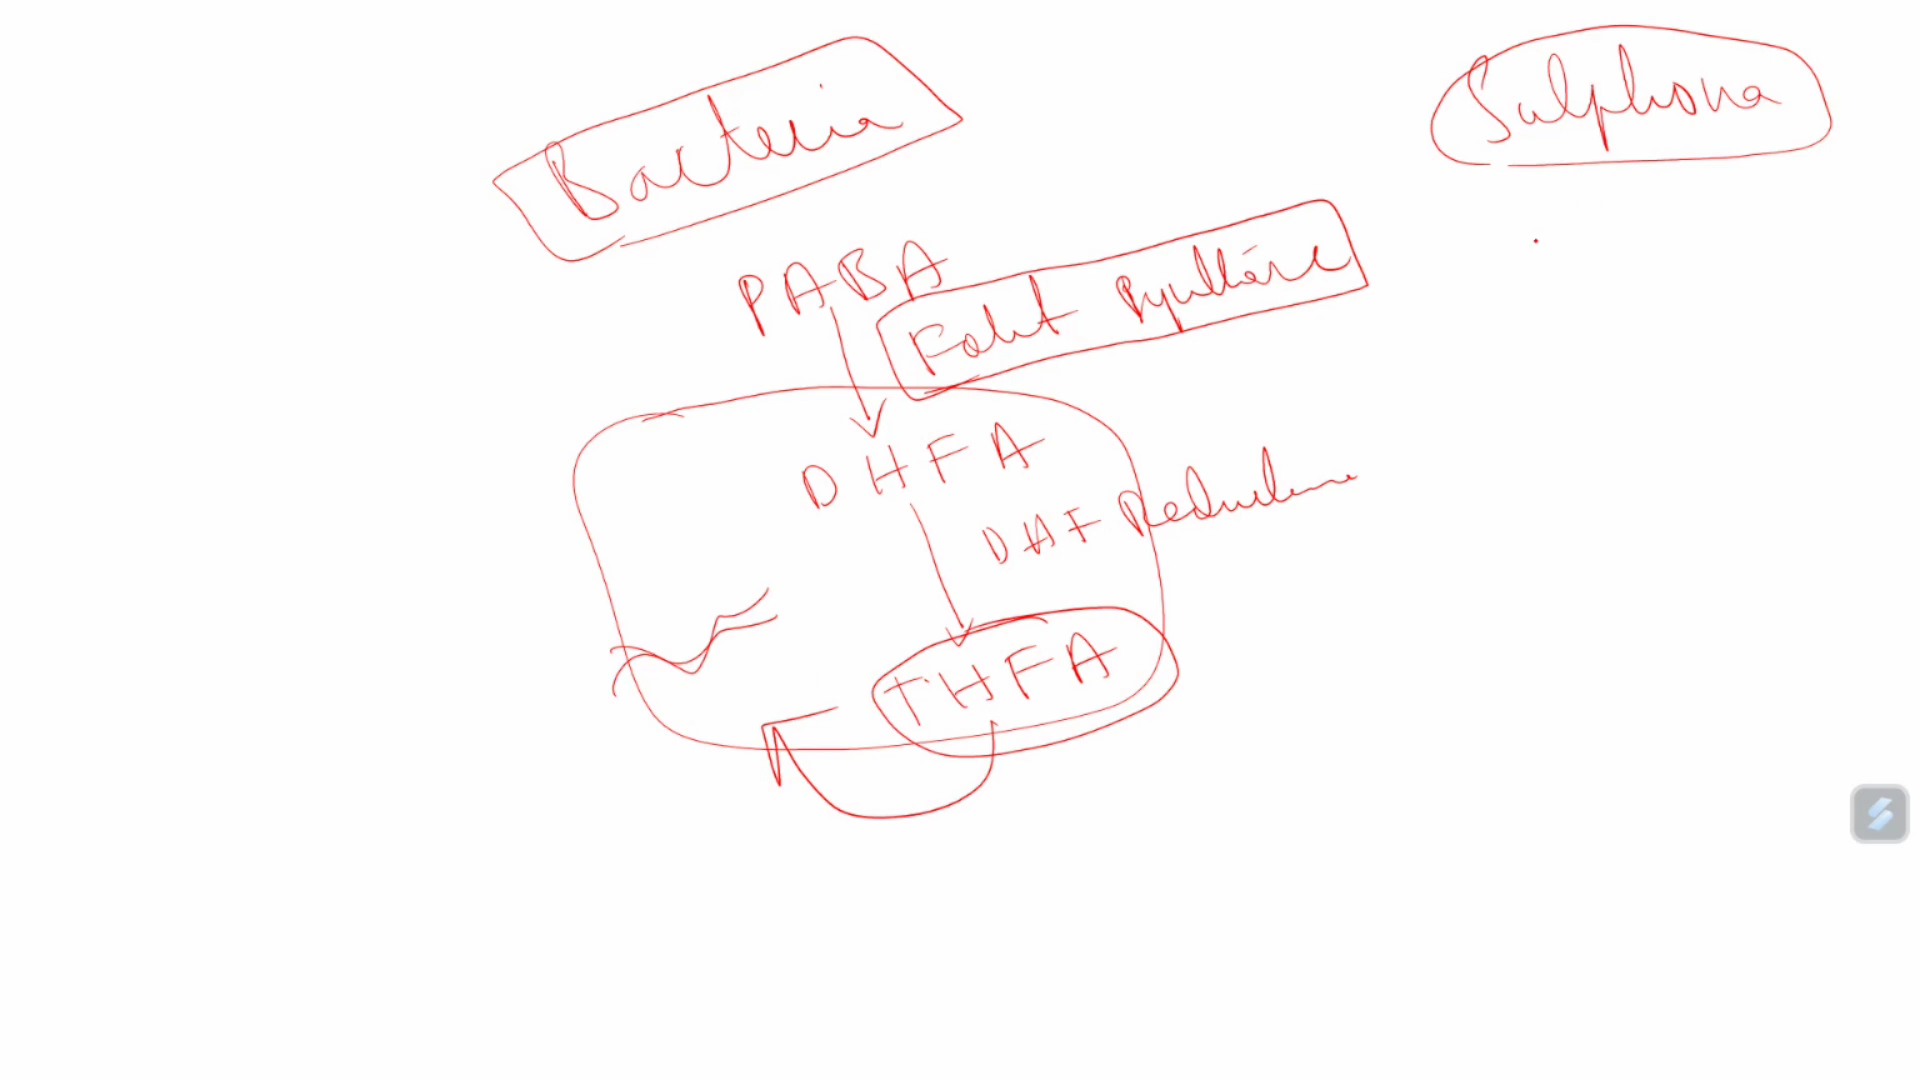 Bacteria
Sulphona
PABA
Folat Synthase
DHFA
DHF Reductase
THFA